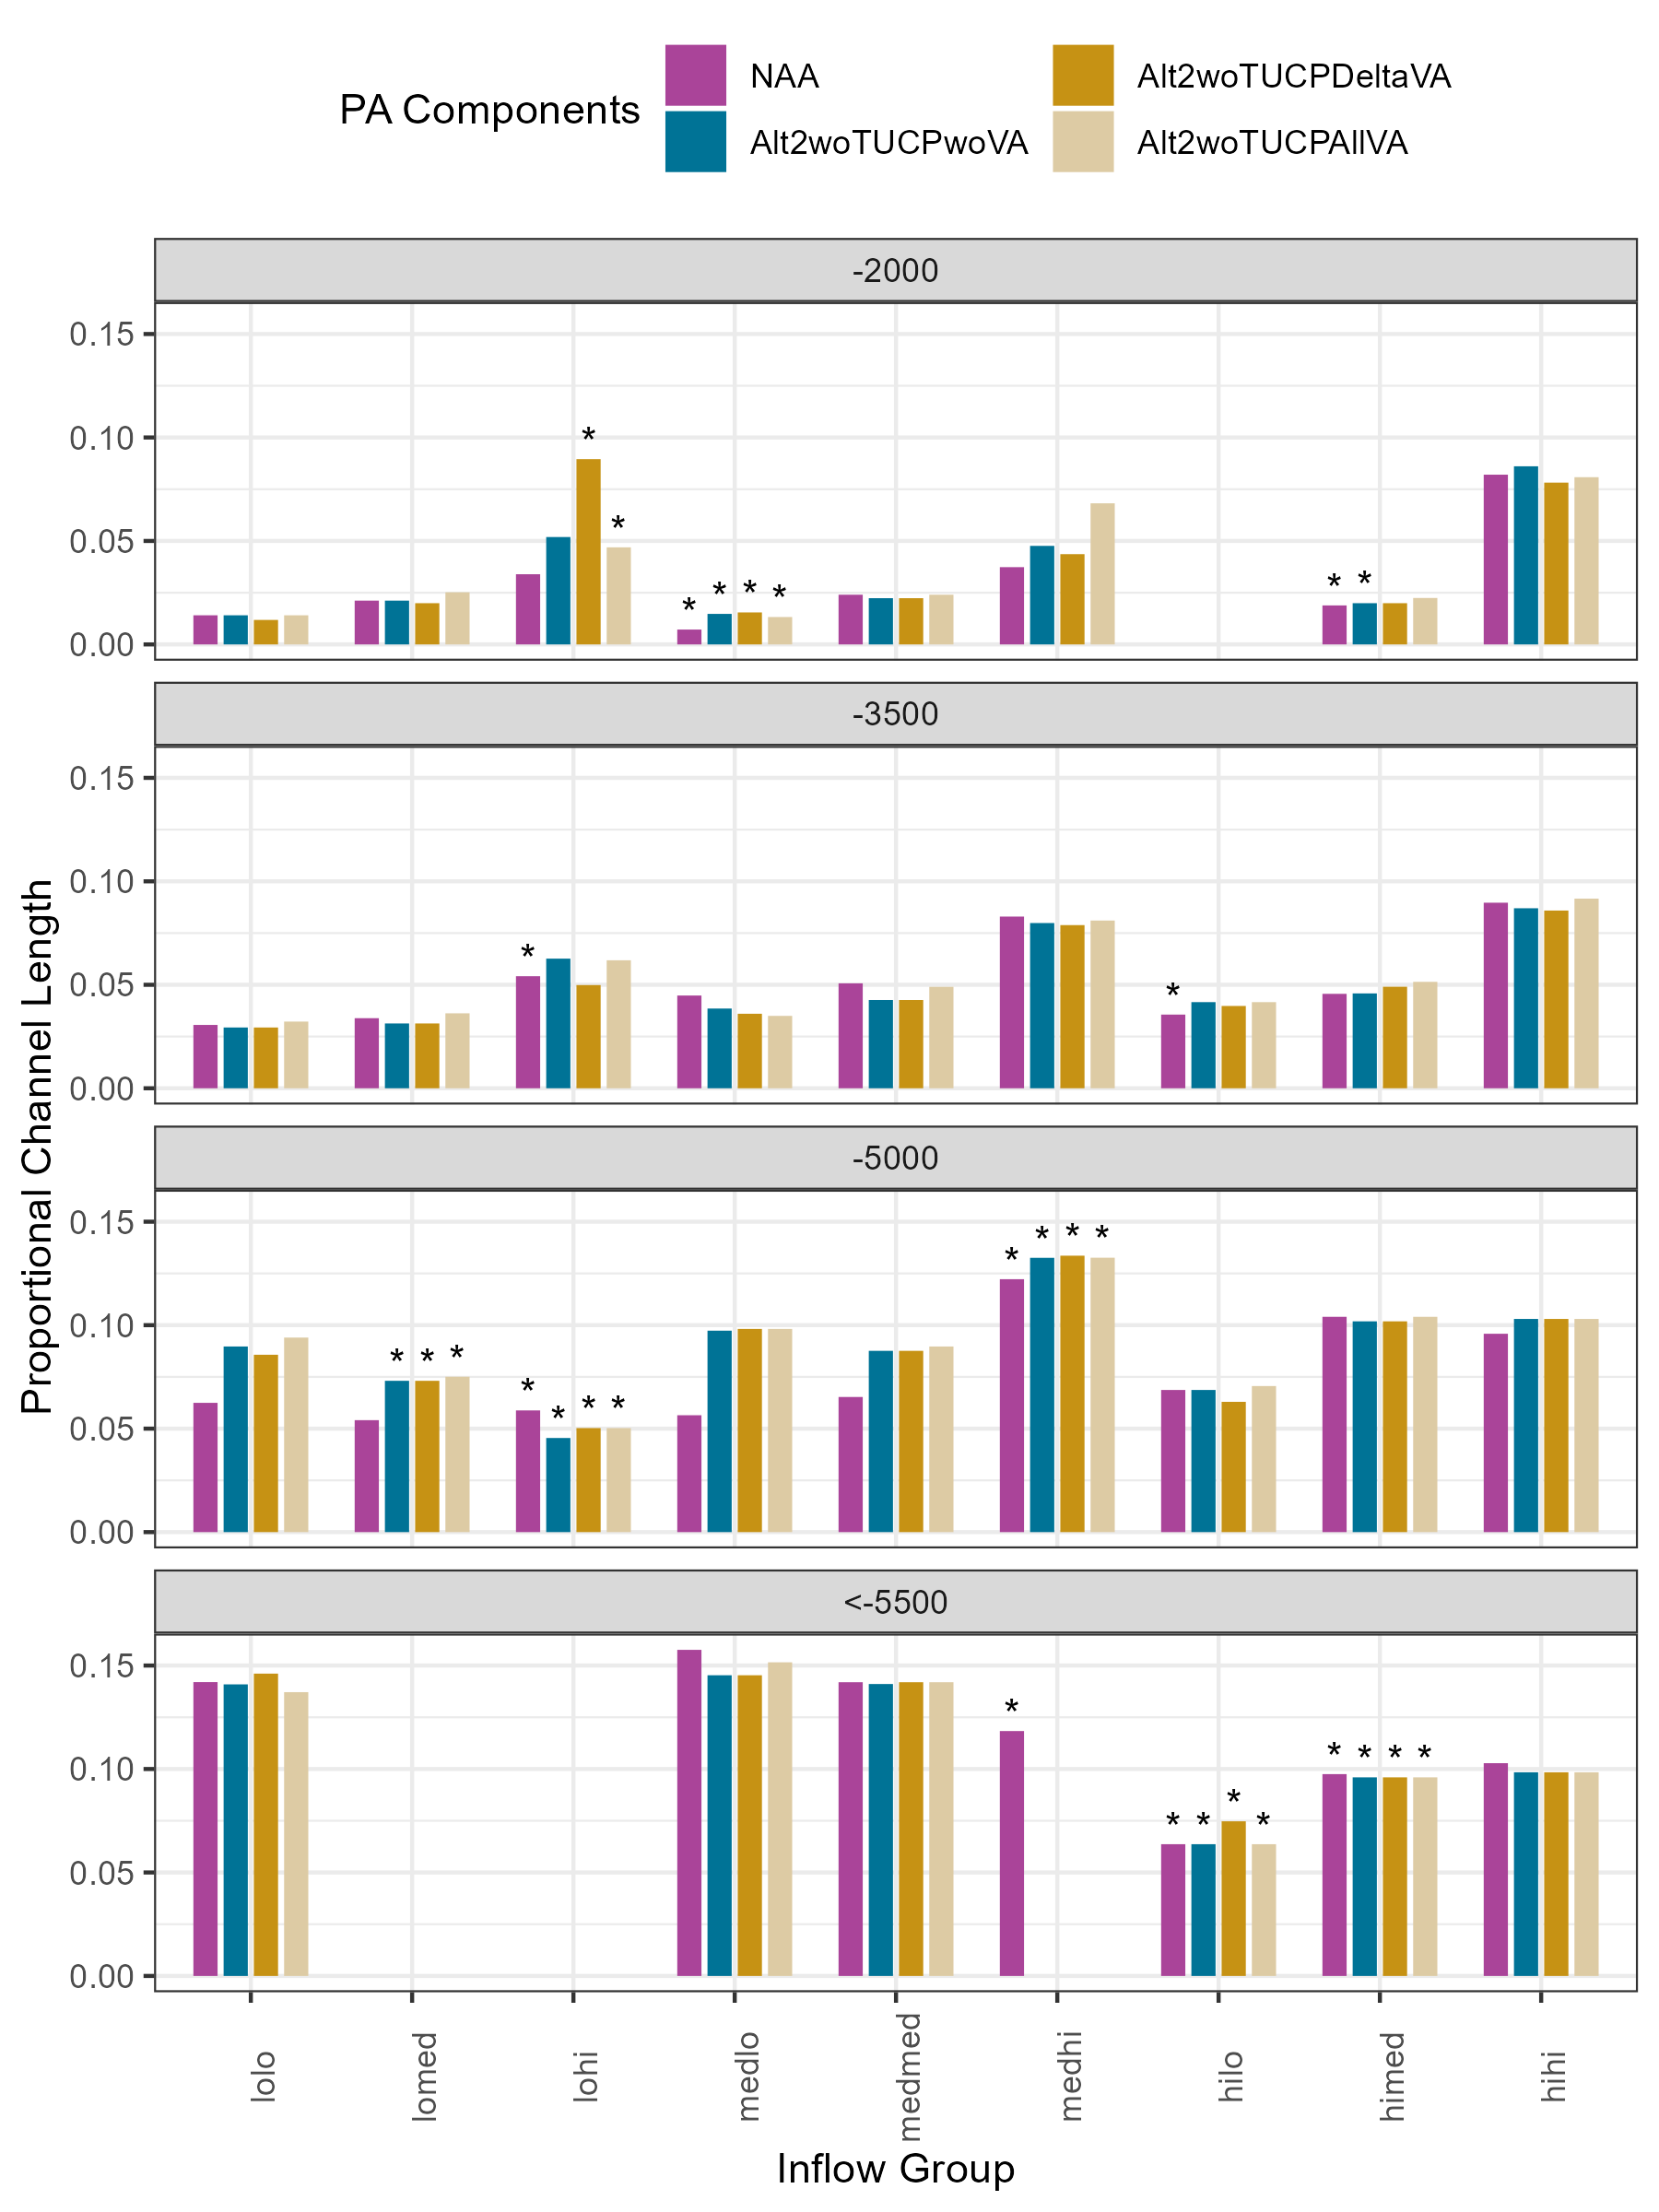 PA Components
NAA
Alt2woTUCPwoVA
Alt2woTUCPDeltaVA
Alt2woTUCPAllVA
Proportional Channel Length
-2000
0.15
0.10
0.05
0.00
* * * * * * * *
-3500
0.15
0.10
0.05
0.00
* *
-5000
0.15
0.10
0.05
0.00
* * * * * * * * * * *
<-5500
0.15
0.10
0.05
0.00
* * * * * * * * *
lolo
lomed
lohi
medlo
medmed
medhi
hilo
himed
hihi
Inflow Group